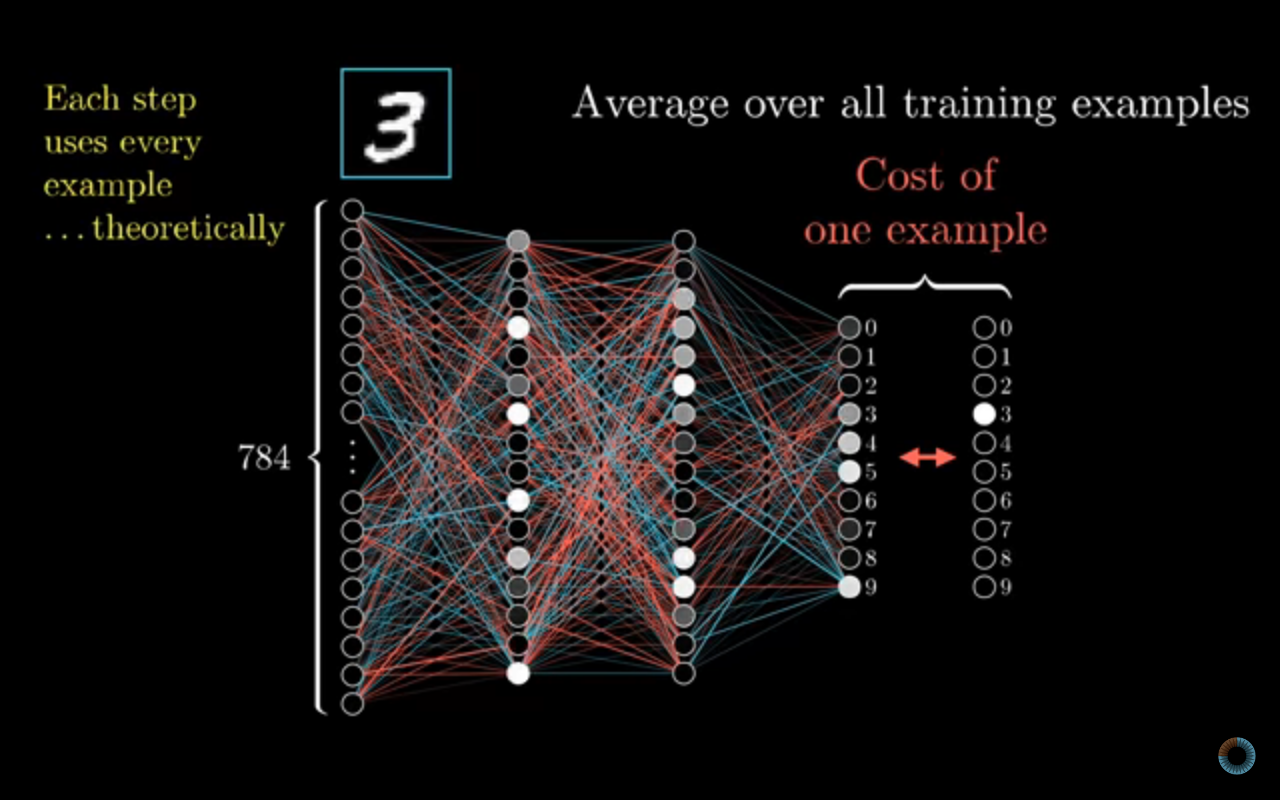 Each step
uses every
example
...theoretically
3
Average over all training examples
Cost of
one example
784
0 0
1 1
2 2
3 3
4 4
5 5
6 6
7 7
8 8
9 9